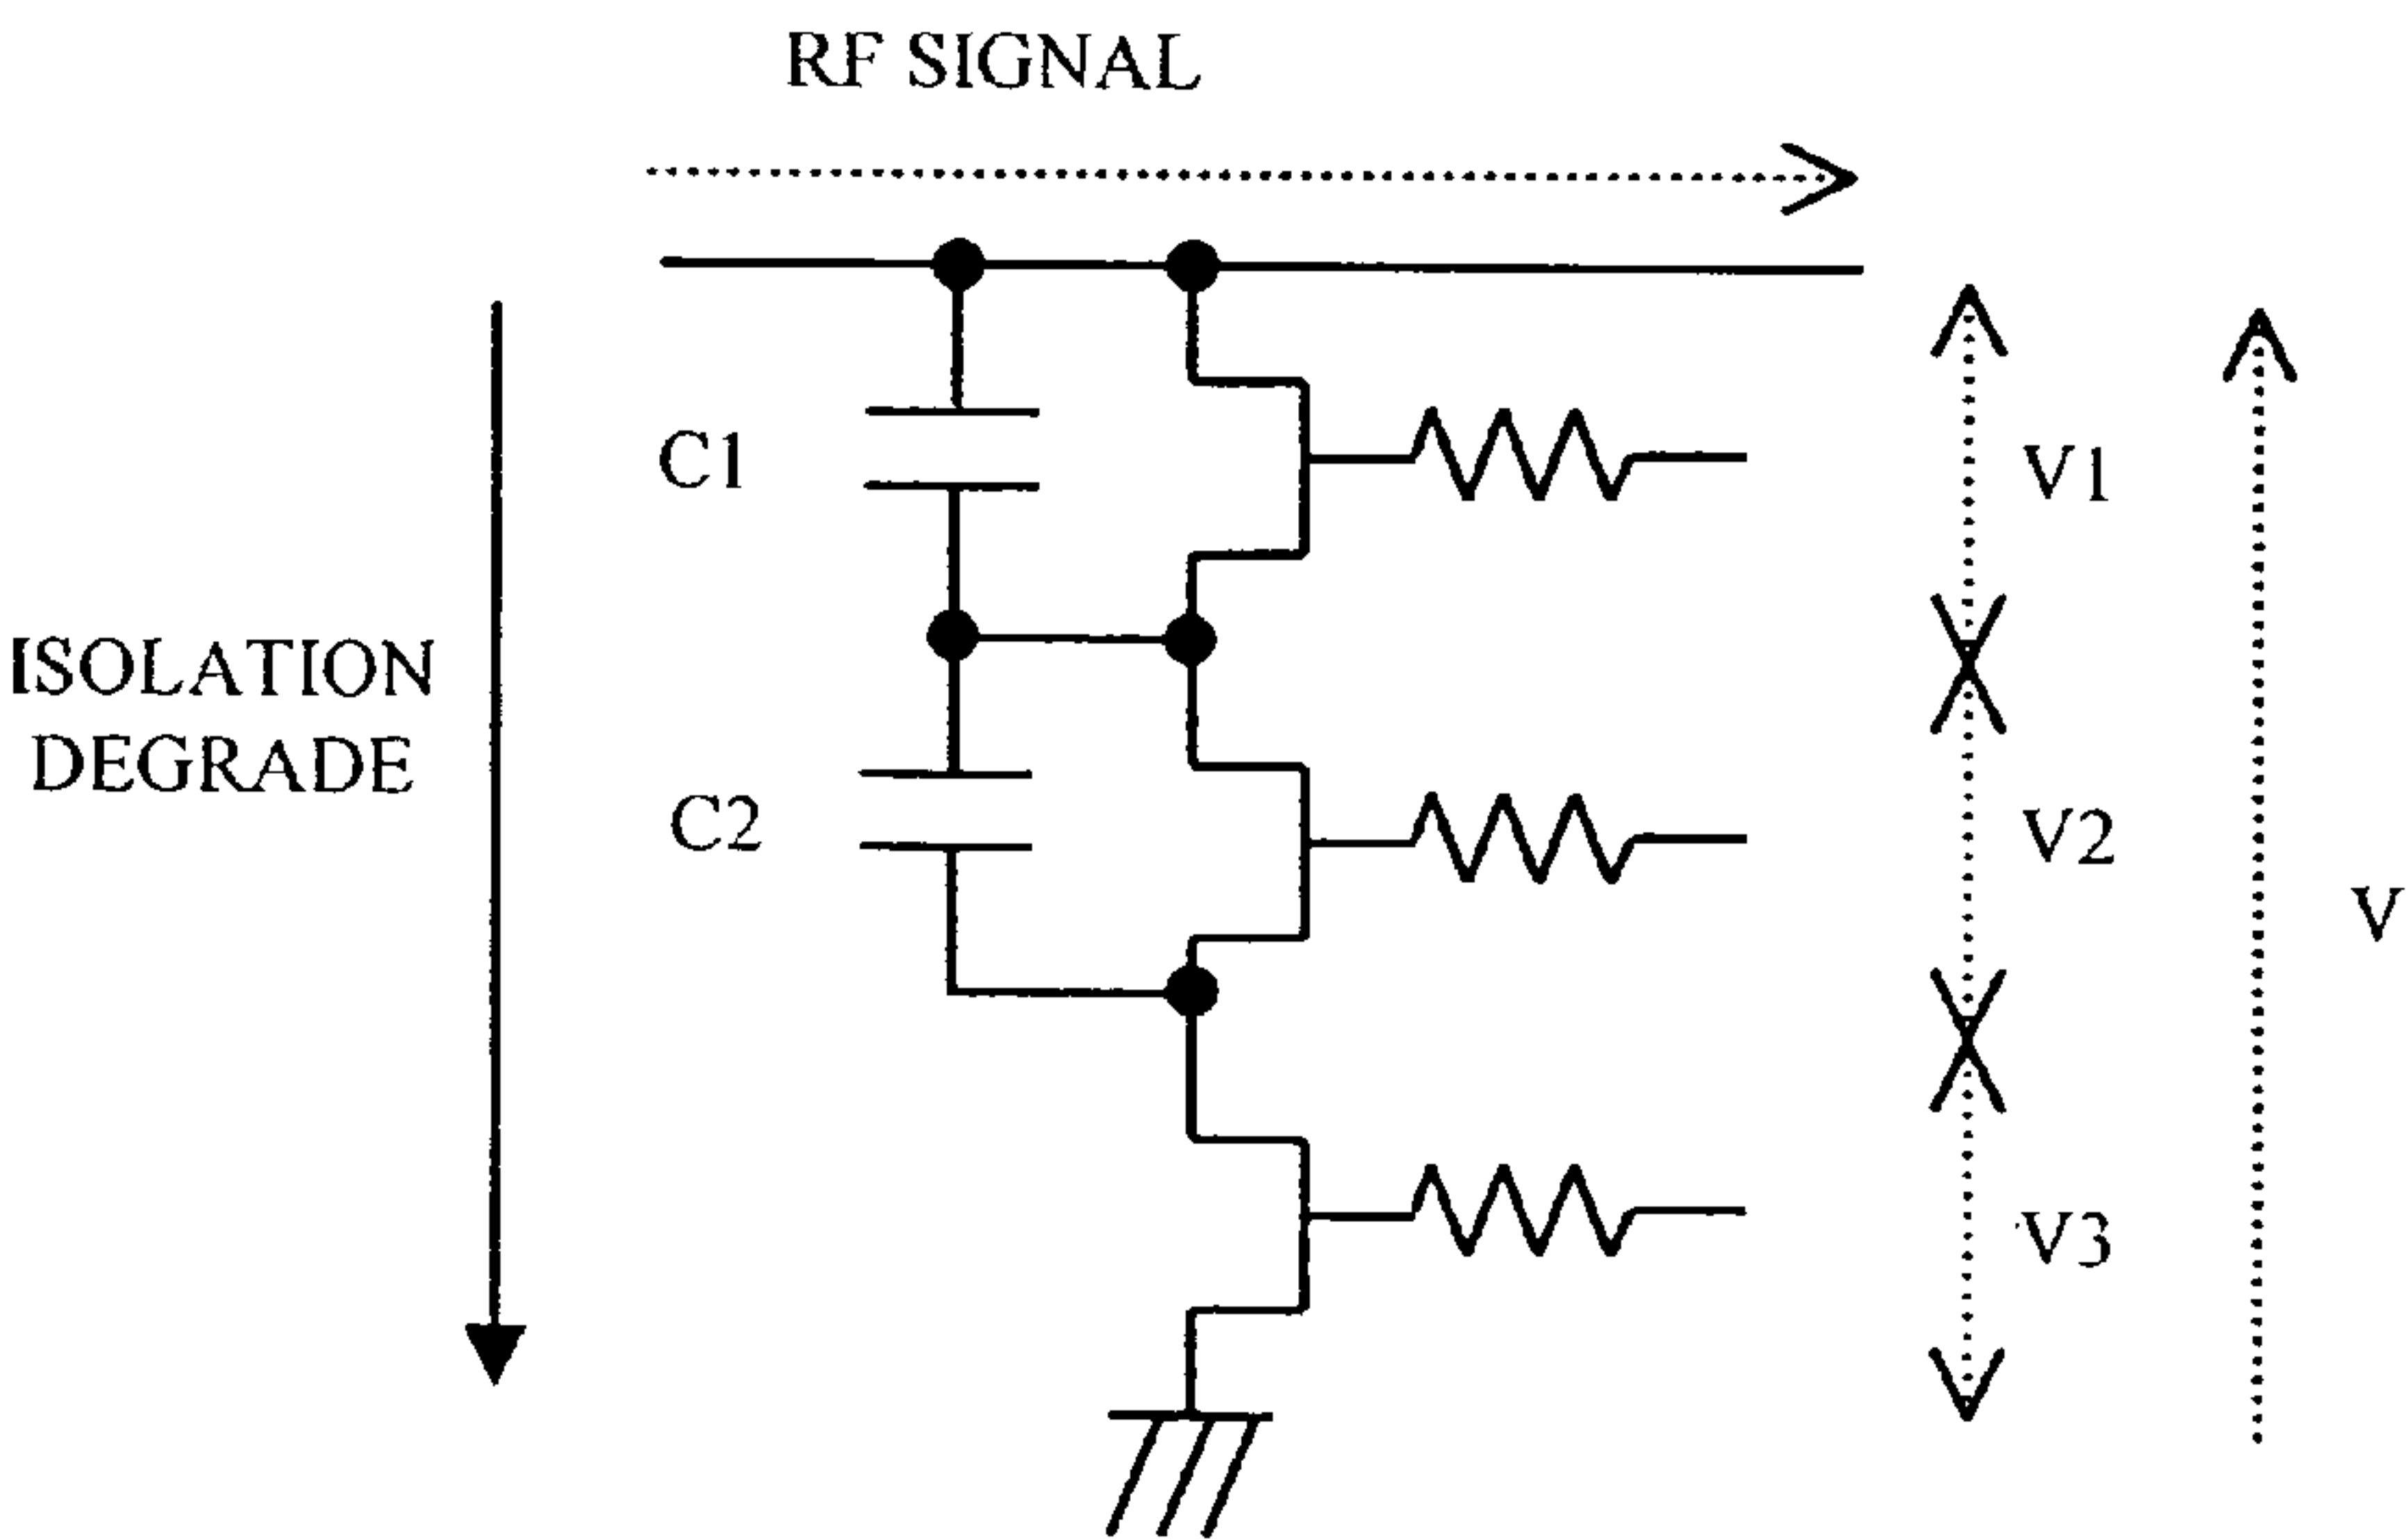 RF SIGNAL
C1
V1
ISOLATION
DEGRADE
C2
V2
V
V3